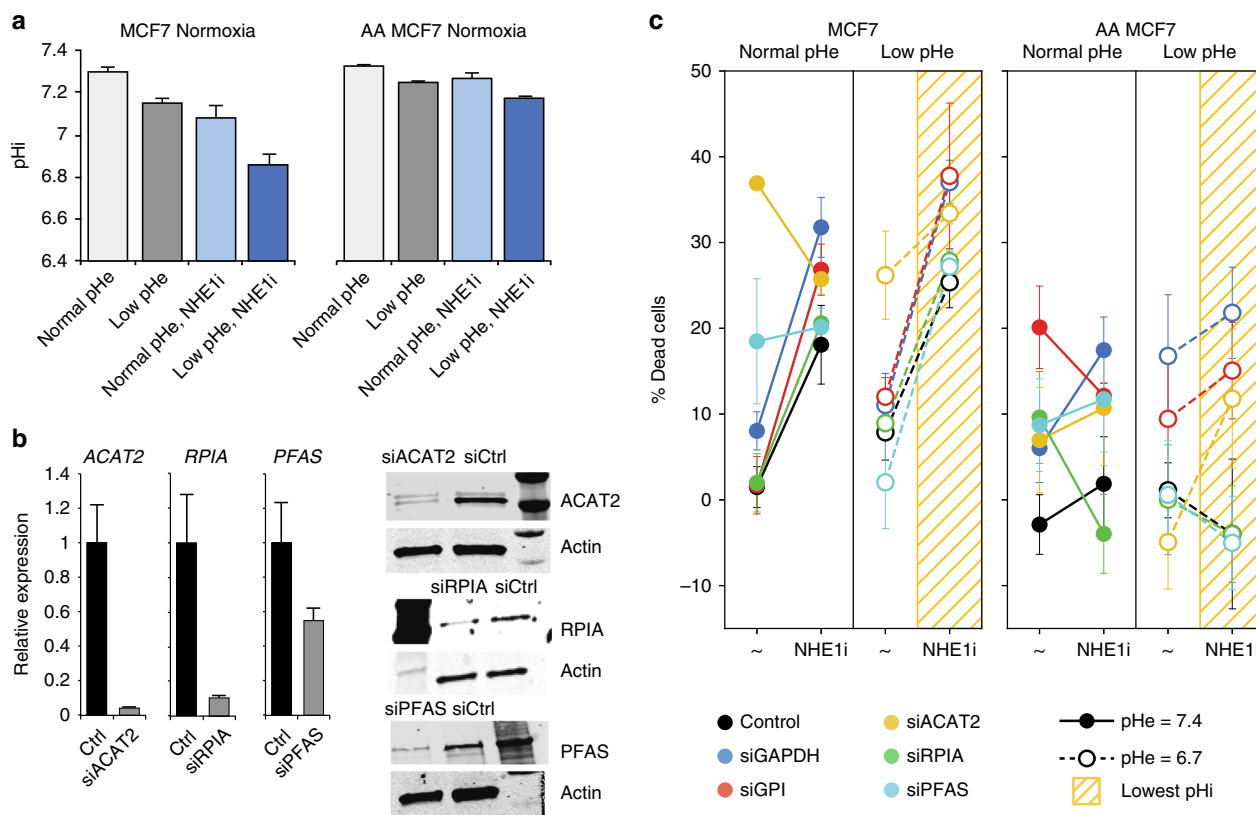 a
MCF7 Normoxia
AA MCF7 Normoxia
pHi
7.4
7.2
7
6.8
6.6
6.4
Normal pHe
Low pHe
Normal pHe, NHE1i
Low pHe, NHE1i
Normal pHe
Low pHe
Normal pHe, NHE1i
Low pHe, NHE1i
b
ACAT2
RPIA
PFAS
Relative expression
1.4
1.2
1
0.8
0.6
0.4
0.2
0
Ctrl
siACAT2
Ctrl
siRPIA
Ctrl
siPFAS
siACAT2 siCtrl
ACAT2
Actin
siRPIA siCtrl
RPIA
Actin
siPFAS siCtrl
PFAS
Actin
c
MCF7
AA MCF7
Normal pHe
Low pHe
Normal pHe
Low pHe
% Dead cells
50
40
30
20
10
0
–10
~
NHE1i
~
NHE1i
~
NHE1i
~
NHE1i
Control
siGAPDH
siGPI
siACAT2
siRPIA
siPFAS
pHe = 7.4
pHe = 6.7
Lowest pHi